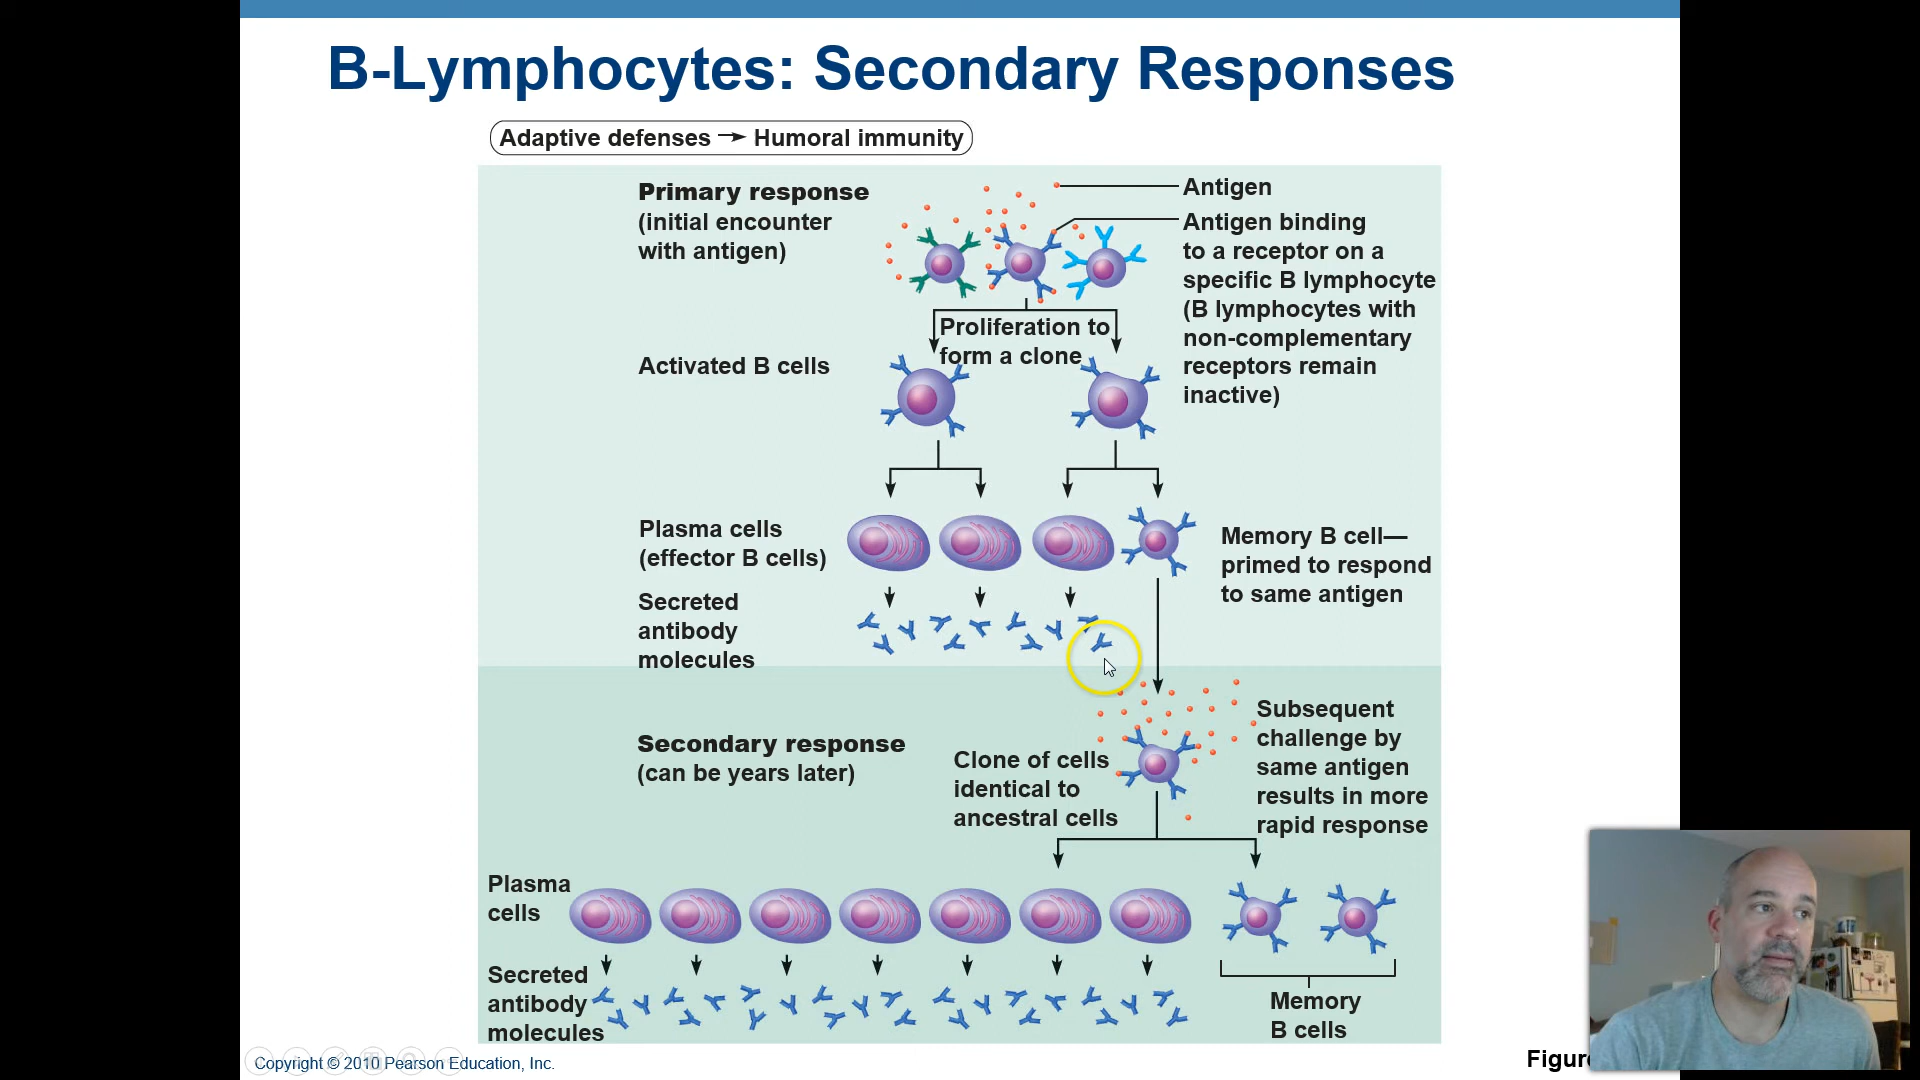 B-Lymphocytes: Secondary Responses
Adaptive defenses → Humoral immunity
Primary response
(initial encounter
with antigen)
Antigen
Antigen binding
to a receptor on a
specific B lymphocyte
(B lymphocytes with
non-complementary
receptors remain
inactive)
Proliferation to
form a clone
Activated B cells
Plasma cells
(effector B cells)
Memory B cell—
primed to respond
to same antigen
Secreted
antibody
molecules
Secondary response
(can be years later)
Clone of cells
identical to
ancestral cells
Subsequent
challenge by
same antigen
results in more
rapid response
Plasma
cells
Secreted
antibody
molecules
Memory
B cells
Copyright © 2010 Pearson Education, Inc.
Figure